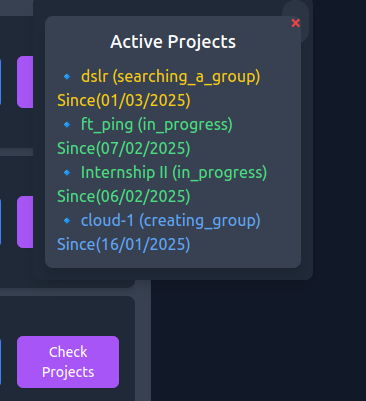 ×
Active Projects
🔹 dslr (searching_a_group)
Since(01/03/2025)
🔹 ft_ping (in_progress)
Since(07/02/2025)
🔹 Internship II (in_progress)
Since(06/02/2025)
🔹 cloud-1 (creating_group)
Since(16/01/2025)
Check
Projects